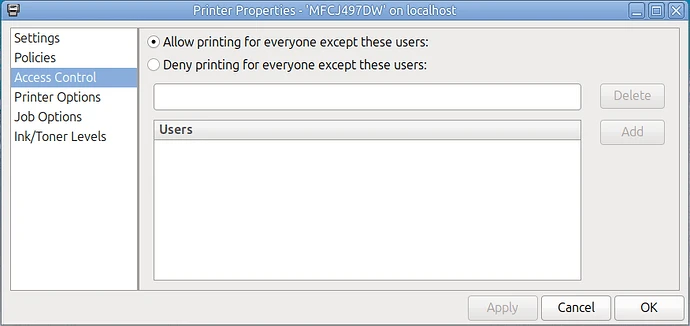 Printer Properties - 'MFCJ497DW' on localhost
Settings
Policies
Access Control
Printer Options
Job Options
Ink/Toner Levels
Allow printing for everyone except these users:
Deny printing for everyone except these users:
Delete
Users
Add
Apply
Cancel
OK